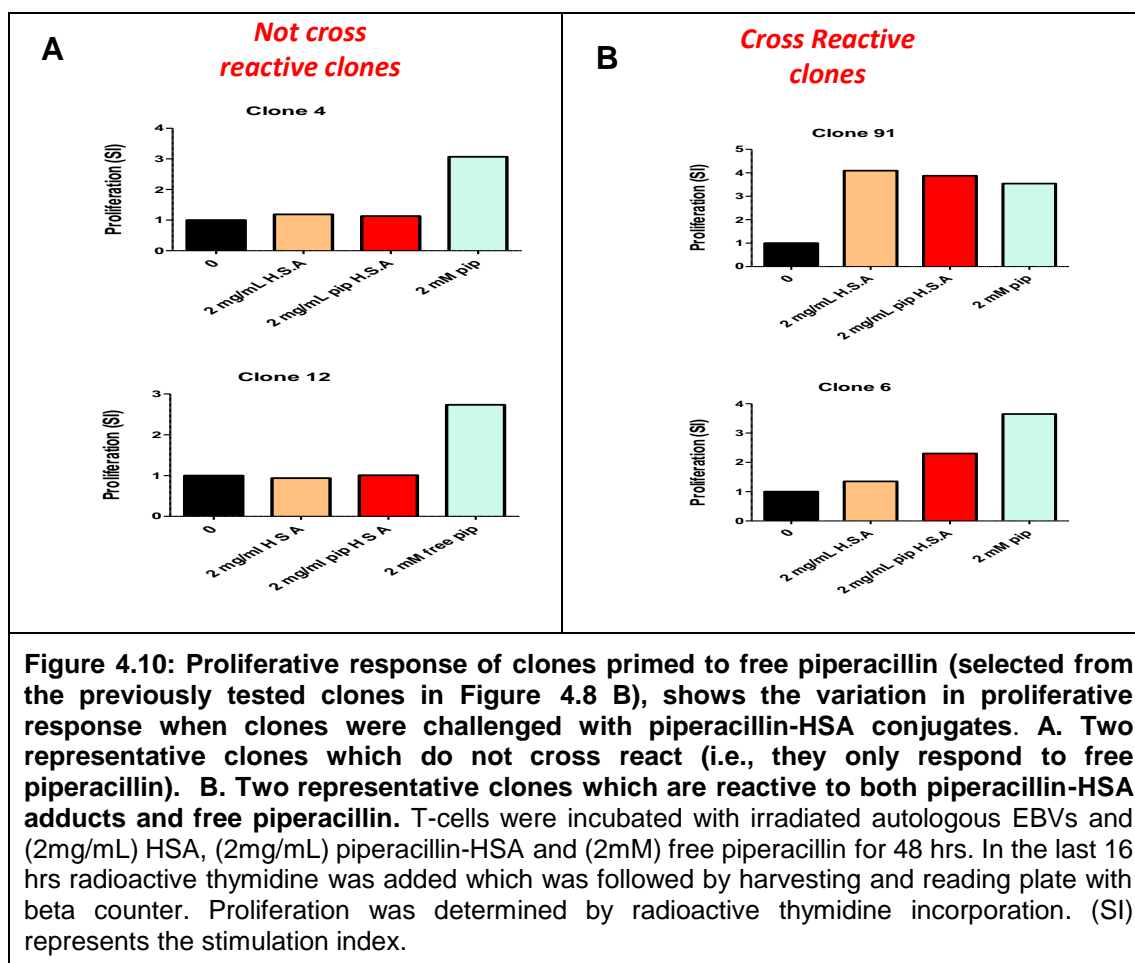 A
Not cross
reactive clones
Clone 4
Proliferation (SI)
4
3
2
1
0
0
2 mg/mL H.S.A
2 mg/mL pip H.S.A
2 mM pip
Clone 12
Proliferation (SI)
3
2
1
0
0
2 mg/ml H S A
2 mg/ml pip H S A
2 mM free pip
B
Cross Reactive
clones
Clone 91
Proliferation (SI)
5
4
3
2
1
0
0
2 mg/mL H.S.A
2 mg/mL pip H.S.A
2 mM pip
Clone 6
Proliferation (SI)
4
3
2
1
0
0
2 mg/mL H.S.A
2 mg/mL pip H.S.A
2 mM pip
Figure 4.10: Proliferative response of clones primed to free piperacillin (selected from
the previously tested clones in Figure 4.8 B), shows the variation in proliferative
response when clones were challenged with piperacillin-HSA conjugates. A. Two
representative clones which do not cross react (i.e., they only respond to free
piperacillin). B. Two representative clones which are reactive to both piperacillin-HSA
adducts and free piperacillin. T-cells were incubated with irradiated autologous EBVs and
(2mg/mL) HSA, (2mg/mL) piperacillin-HSA and (2mM) free piperacillin for 48 hrs. In the last 16
hrs radioactive thymidine was added which was followed by harvesting and reading plate with
beta counter. Proliferation was determined by radioactive thymidine incorporation. (SI)
represents the stimulation index.